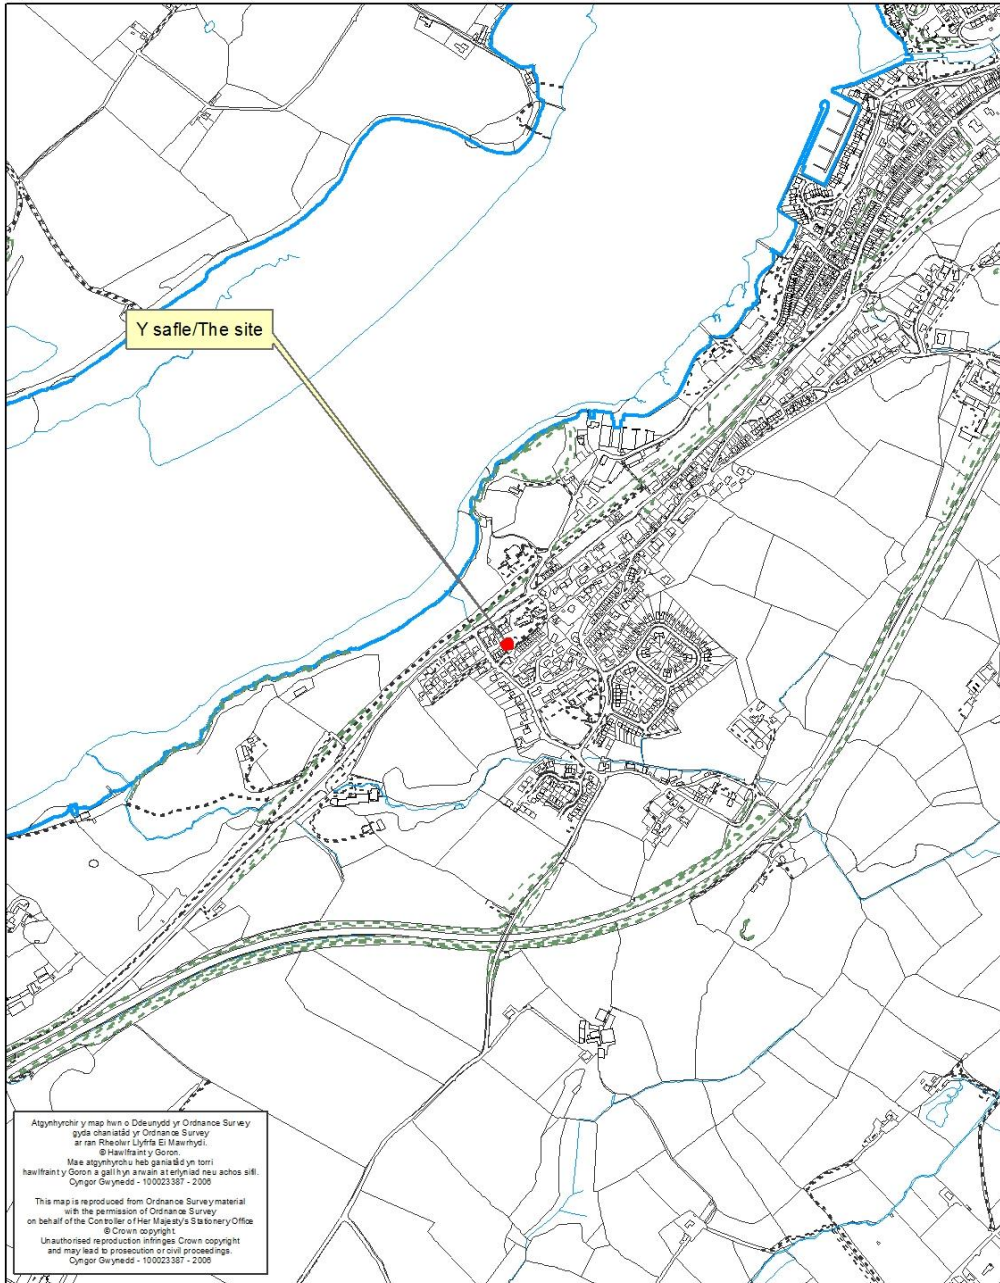 Y safle/The site
Atgynhyrchir y map hwn o Ddeunydd yr Ordnance Survey
gyda chaniatâd yr Ordnance Survey
ar ran Rheolwr Llyfrfa Ei Mawrhydi.
© Hawlfraint y Goron.
Mae atgynhyrchu heb ganiatâd yn torri
hawlfraint y Goron a gall hyn arwain at erlyniad neu achos sifil.
Cyngor Gwynedd - 100023387 - 2006
This map is reproduced from Ordnance Survey material
with the permission of Ordnance Survey
on behalf of the Controller of Her Majesty's Stationery Office
© Crown copyright.
Unauthorised reproduction infringes Crown copyright
and may lead to prosecution or civil proceedings.
Cyngor Gwynedd - 100023387 - 2006